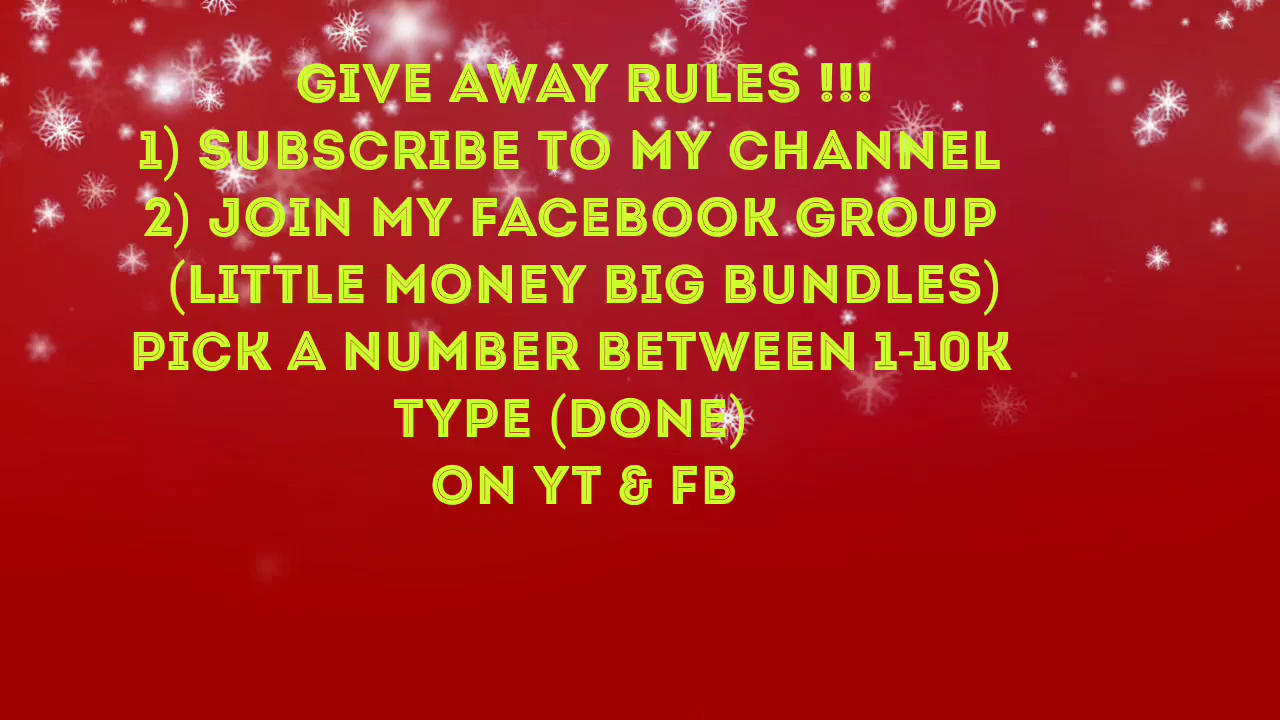 GIVE AWAY RULES !!!
1) SUBSCRIBE TO MY CHANNEL
2) JOIN MY FACEBOOK GROUP
(LITTLE MONEY BIG BUNDLES)
PICK A NUMBER BETWEEN 1-10K
TYPE (DONE)
ON YT & FB